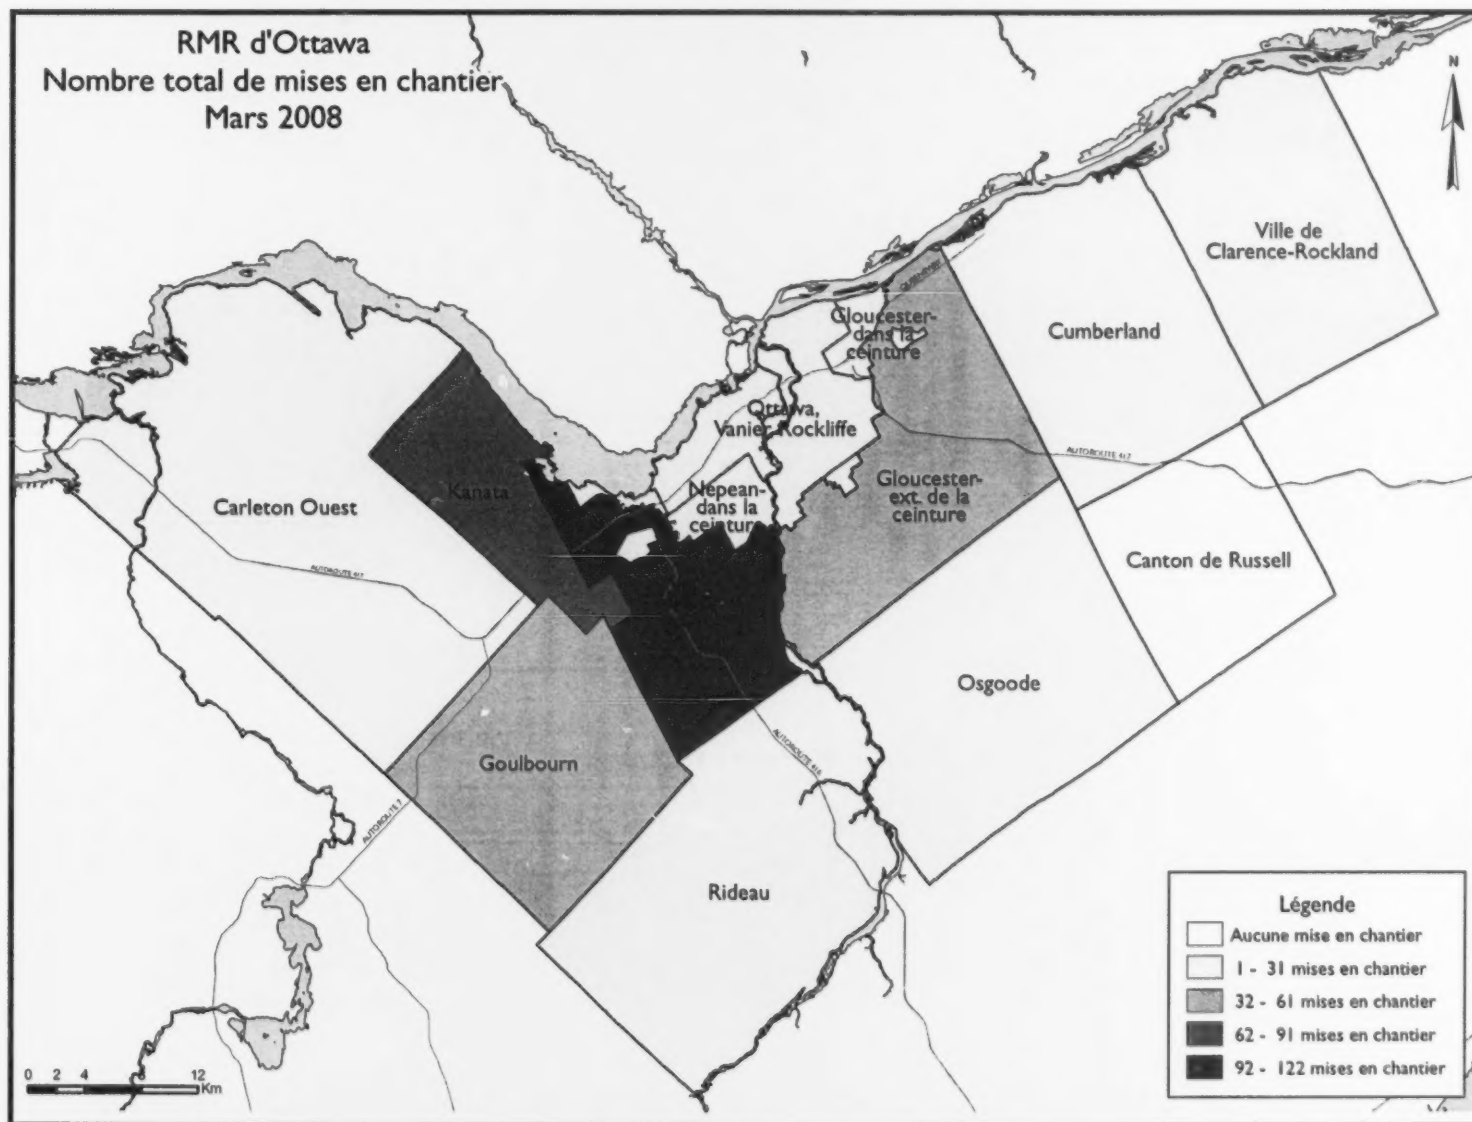 RMR d'Ottawa
Nombre total de mises en chantier
Mars 2008
N
Ville de
Clarence-Rockland
Gloucester-
dans la
ceinture
Cumberland
Ottawa,
Vanier, Rockliffe
AUTOROUTE 417
Kanata
Nepean-
dans la
ceinture
Gloucester-
ext. de la
ceinture
Carleton Ouest
Canton de Russell
AUTOROUTE 417
Osgoode
Goulbourn
AUTOROUTE 416
AUTOROUTE 7
Rideau
Légende
Aucune mise en chantier
1 - 31 mises en chantier
32 - 61 mises en chantier
62 - 91 mises en chantier
92 - 122 mises en chantier
0 2 4 8 12
Km